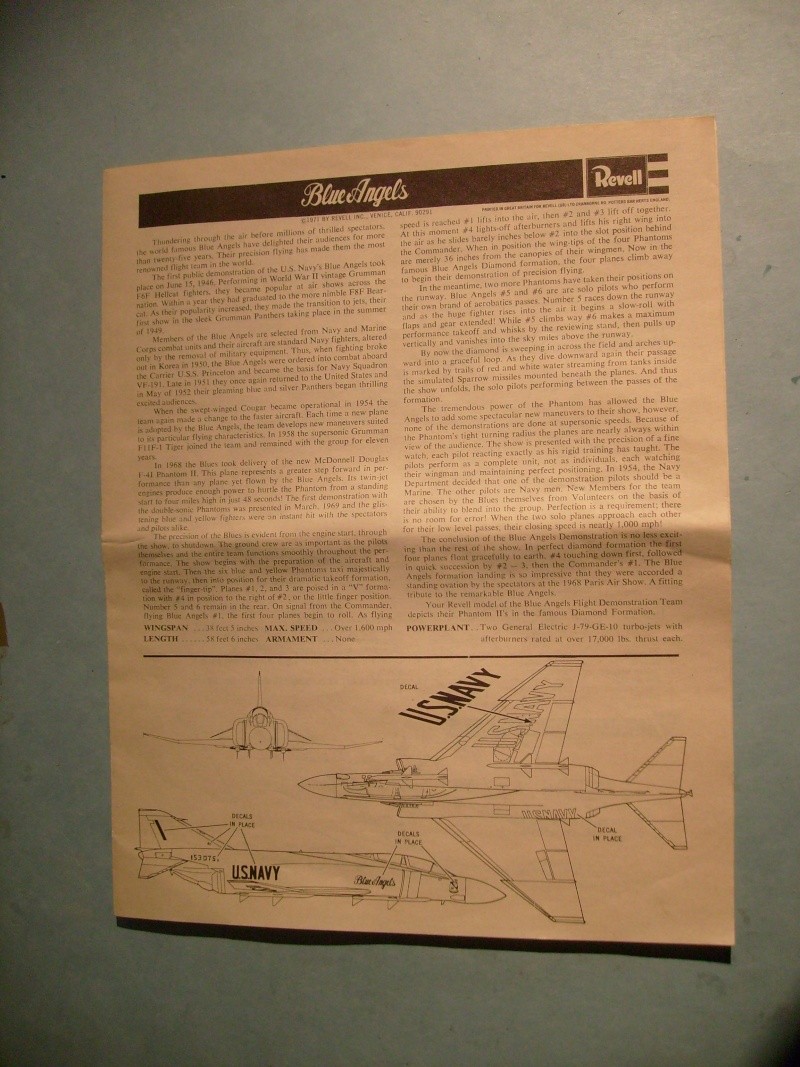 Blue Angels
Revell
©1971 BY REVELL INC., VENICE, CALIF. 90291
PRINTED IN GREAT BRITAIN FOR REVELL (GB) LTD CRANBORNE RD. POTTERS BAR HERTS ENGLAND.
Thundering through the air before millions of thrilled spectators,
the world famous Blue Angels have delighted their audiences for more
than twenty-five years. Their precision flying has made them the most
renowned flight team in the world.
The first public demonstration of the U.S. Navy's Blue Angels took
place on June 15, 1946. Performing in World War II vintage Grumman
F6F Hellcat fighters, they became popular at air shows across the
nation. Within a year they had graduated to the more nimble F8F Bear-
cat. As their popularity increased, they made the transition to jets, their
first show in the sleek Grumman Panthers taking place in the summer
of 1949.
Members of the Blue Angels are selected from Navy and Marine
Corps combat units and their aircraft are standard Navy fighters, altered
only by the removal of military equipment. Thus, when fighting broke
out in Korea in 1950, the Blue Angels were ordered into combat aboard
the Carrier U.S.S. Princeton and became the basis for Navy Squadron
VF-191. Late in 1951 they once again returned to the United States and
in May of 1952 their gleaming blue and silver Panthers began thrilling
excited audiences.
When the swept-winged Cougar became operational in 1954 the
team again made a change to the faster aircraft. Each time a new plane
is adopted by the Blue Angels, the team develops new maneuvers suited
to its particular flying characteristics. In 1958 the supersonic Grumman
F11F-1 Tiger joined the team and remained with the group for eleven
years.
In 1968 the Blues took delivery of the new McDonnell Douglas
F-4J Phantom II. This plane represents a greater step forward in per-
formance than any plane yet flown by the Blue Angels. Its twin-jet
engines produce enough power to hurtle the Phantom from a standing
start to four miles high in just 48 seconds! The first demonstration with
the double-sonic Phantoms was presented in March, 1969 and the glis-
tening blue and yellow fighters were an instant hit with the spectators
and pilots alike.
The precision of the Blues is evident from the engine start, through
the show, to shutdown. The ground crew are as important as the pilots
themselves and the entire team functions smoothly throughout the per-
formance. The show begins with the preparation of the aircraft and
engine start. Then the six blue and yellow Phantoms taxi majestically
to the runway, then into position for their dramatic takeoff formation,
called the "finger-tip". Planes #1, 2, and 3 are poised in a "V" forma-
tion with #4 in position to the right of #2, or the little finger position.
Number 5 and 6 remain in the rear. On signal from the Commander,
flying Blue Angels #1, the first four planes begin to roll. As flying
speed is reached #1 lifts into the air, then #2 and #3 lift off together.
At this moment #4 lights-off afterburners and lifts his right wing into
the air as he slides barely inches below #2 into the slot position behind
the Commander. When in position the wing-tips of the four Phantoms
are merely 36 inches from the canopies of their wingmen. Now in the
famous Blue Angels Diamond formation, the four planes climb away
to begin their demonstration of precision flying.
In the meantime, two more Phantoms have taken their positions on
the runway. Blue Angels #5 and #6 are are solo pilots who perform
their own brand of acrobatics passes. Number 5 races down the runway
and as the huge fighter rises into the air it begins a slow-roll with
flaps and gear extended! While #5 climbs way #6 makes a maximum
performance takeoff and whisks by the reviewing stand, then pulls up
vertically and vanishes into the sky miles above the runway.
By now the diamond is sweeping in across the field and arches up-
ward into a graceful loop. As they dive downward again their passage
is marked by trails of red and white water streaming from tanks inside
the simulated Sparrow missiles mounted beneath the planes. And thus
the show unfolds, the solo pilots performing between the passes of the
formation.
The tremendous power of the Phantom has allowed the Blue
Angels to add some spectacular new maneuvers to their show, however,
none of the demonstrations are done at supersonic speeds. Because of
the Phantom's tight turning radius the planes are nearly always within
view of the audience. The show is presented with the precision of a fine
watch, each pilot reacting exactly as his rigid training has taught. The
pilots perform as a complete unit, not as individuals, each watching
their wingman and maintaining perfect positioning. In 1954, the Navy
Department decided that one of the demonstration pilots should be a
Marine. The other pilots are Navy men. New Members for the team
are chosen by the Blues themselves from Volunteers on the basis of
their ability to blend into the group. Perfection is a requirement; there
is no room for error! When the two solo planes approach each other
for their low level passes, their closing speed is nearly 1,000 mph!
The conclusion of the Blue Angels Demonstration is no less excit-
ing than the rest of the show. In perfect diamond formation the first
four planes float gracefully to earth. #4 touching down first, followed
in quick succession by #2 - 3, then the Commander's #1. The Blue
Angels formation landing is so impressive that they were accorded a
standing ovation by the spectators at the 1968 Paris Air Show. A fitting
tribute to the remarkable Blue Angels.
Your Revell model of the Blue Angels Flight Demonstration Team
depicts their Phantom II's in the famous Diamond Formation.
WINGSPAN ...38 feet 5 inches MAX. SPEED ...Over 1,600 mph
LENGTH ......58 feet 6 inches ARMAMENT ...None
POWERPLANT ..Two General Electric J-79-GE-10 turbo-jets with
afterburners rated at over 17,000 lbs. thrust each.
DECAL
U.S.NAVY
U.S.NAVY
U.S.NAVY
DECAL
IN PLACE
DECALS
IN PLACE
DECALS
IN PLACE
153075
U.S.NAVY
Blue Angels